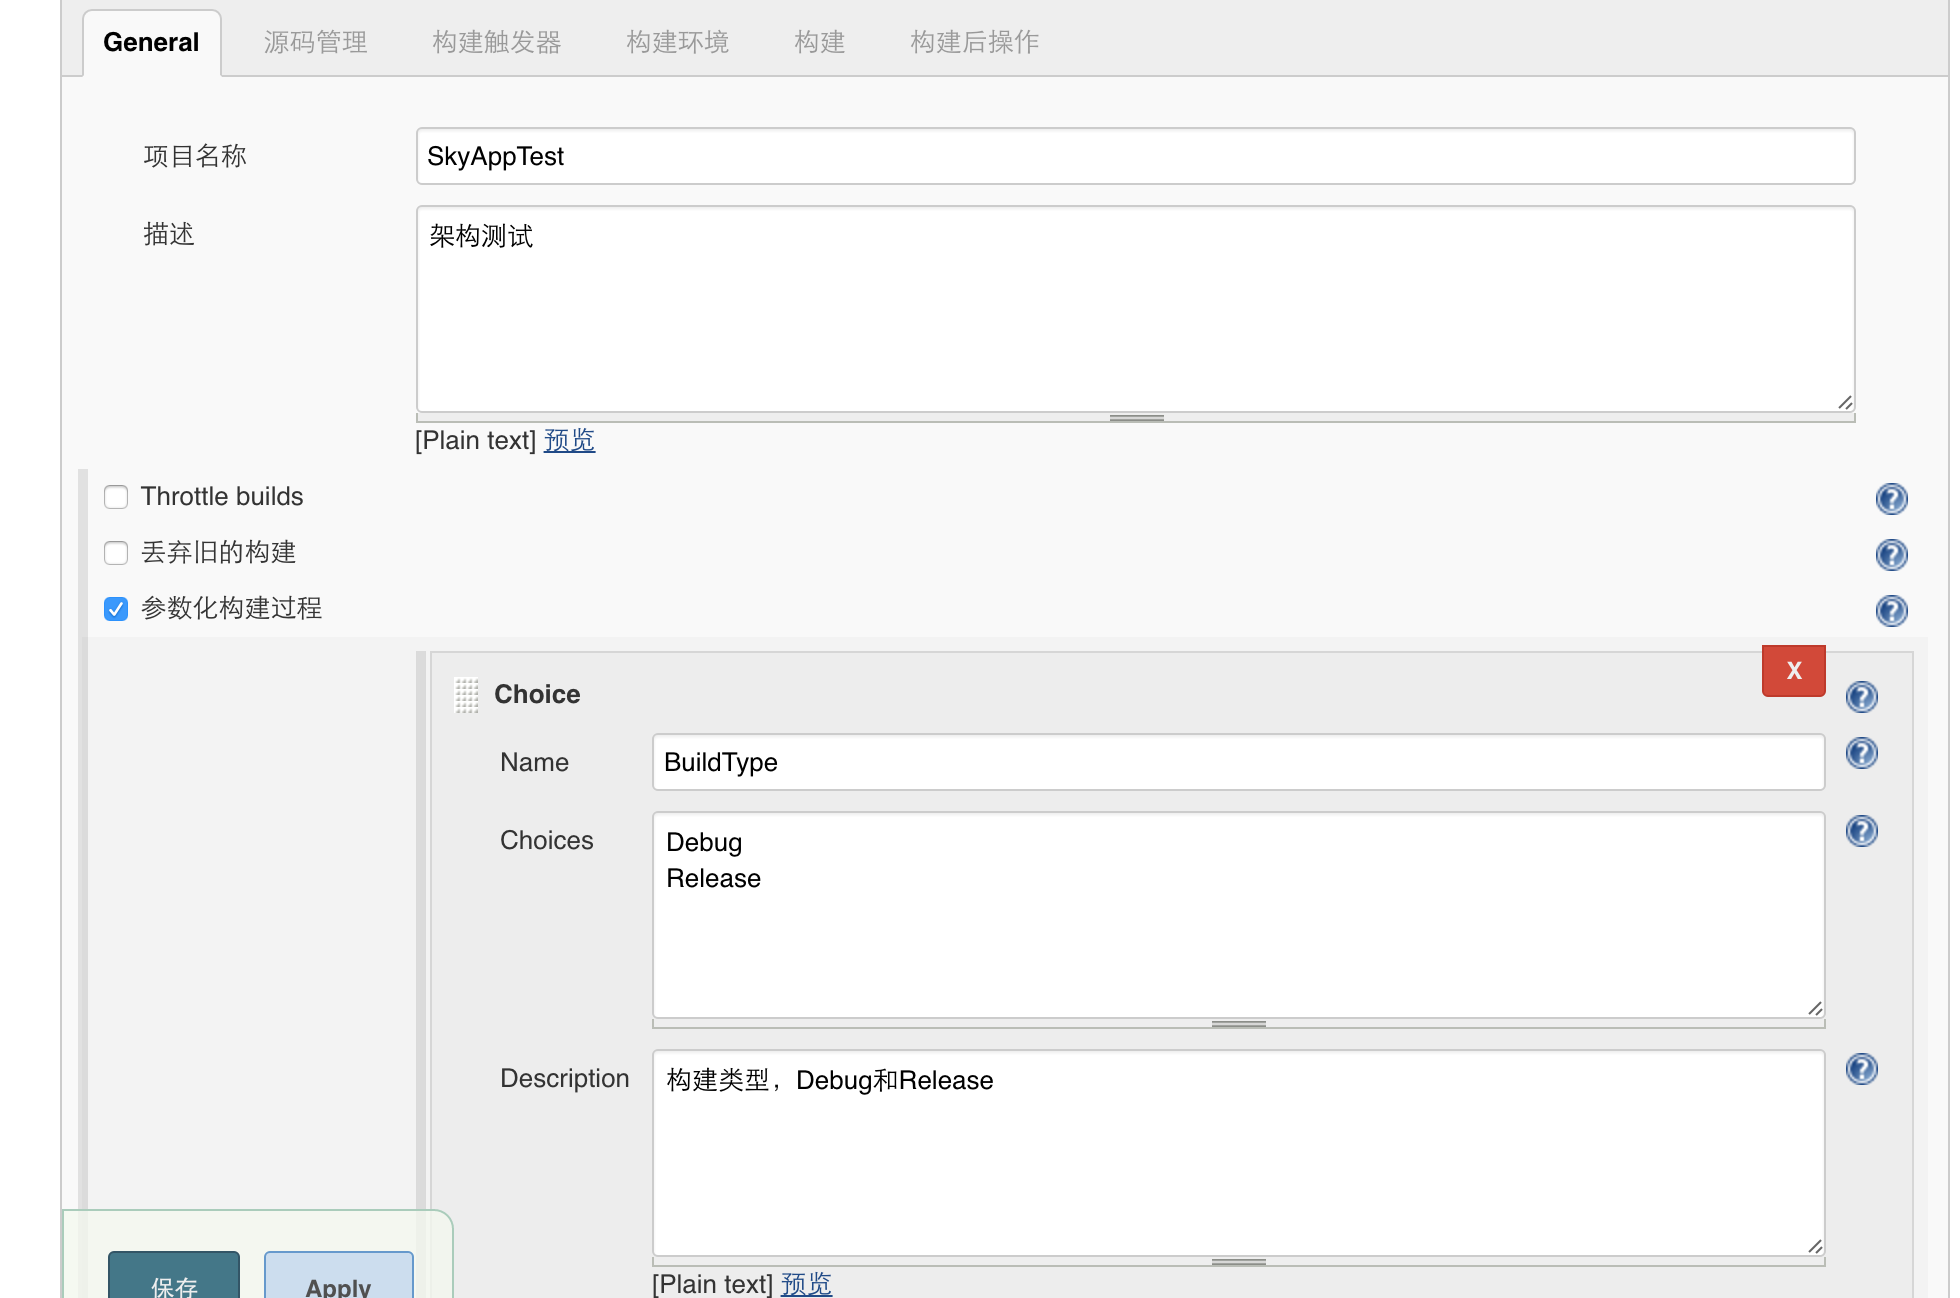 General 源码管理 构建触发器 构建环境 构建 构建后操作
项目名称 SkyAppTest
描述 架构测试
[Plain text] 预览
Throttle builds
丢弃旧的构建
参数化构建过程
X
Choice
Name BuildType
Choices Debug
Release
Description 构建类型，Debug和Release
保存 Apply
[Plain text] 预览